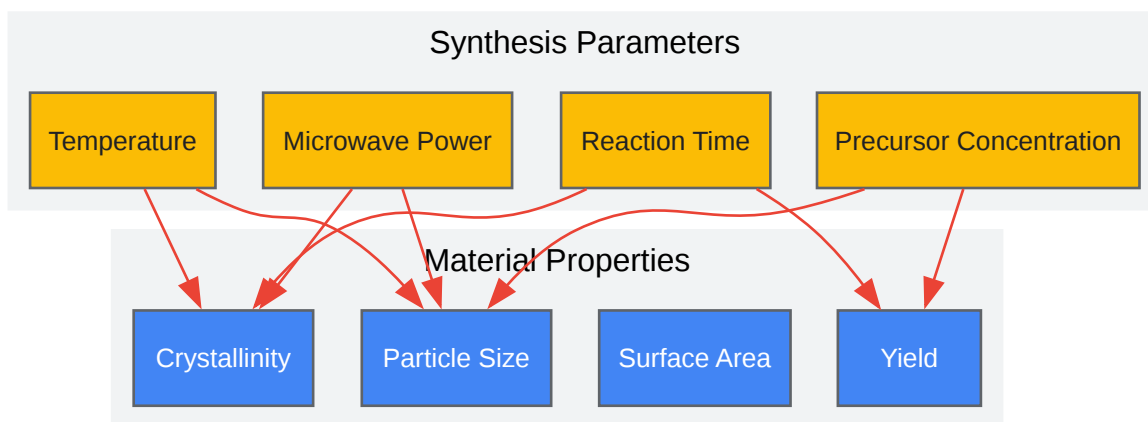 Synthesis Parameters
Temperature
Microwave Power
Reaction Time
Precursor Concentration
Material Properties
Crystallinity
Particle Size
Surface Area
Yield